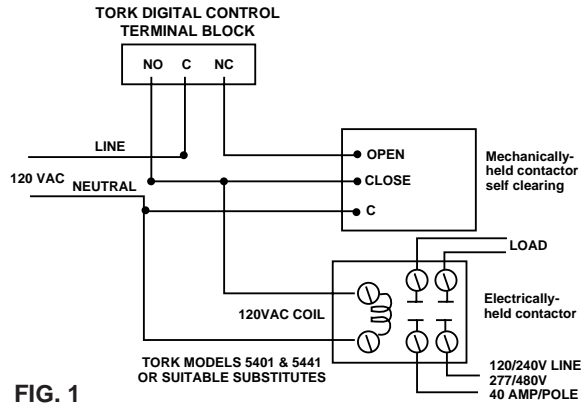 TORK DIGITAL CONTROL
TERMINAL BLOCK
NO C NC
LINE
120 VAC
NEUTRAL
OPEN
CLOSE
C
Mechanically-
held contactor
self clearing
LOAD
120VAC COIL
Electrically-
held contactor
TORK MODELS 5401 & 5441
OR SUITABLE SUBSTITUTES
120/240V LINE
277/480V
40 AMP/POLE
FIG. 1